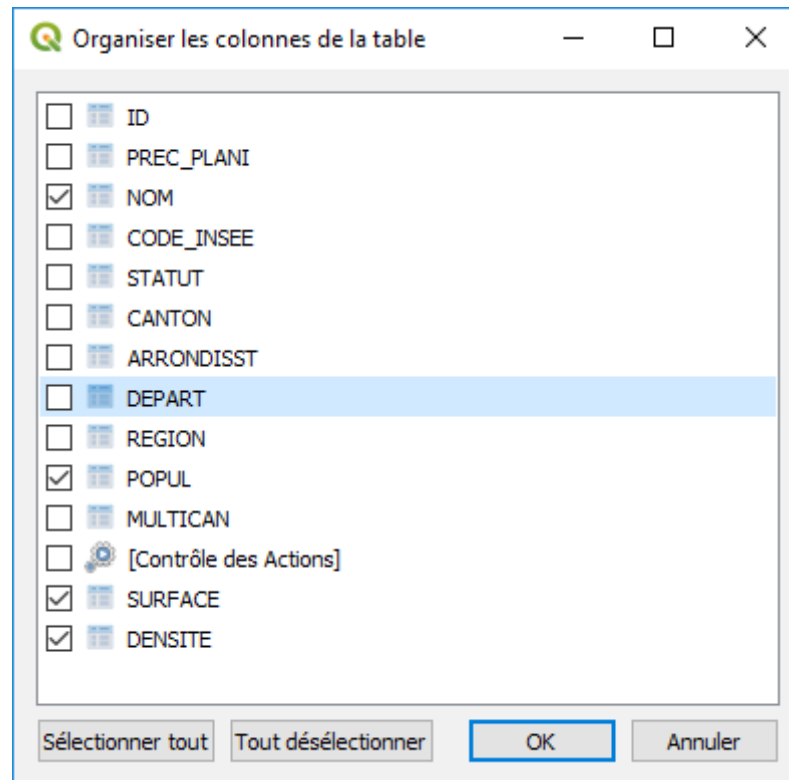 Organiser les colonnes de la table
ID
PREC_PLANI
NOM
CODE_INSEE
STATUT
CANTON
ARRONDISST
DEPART
REGION
POPUL
MULTICAN
[Contrôle des Actions]
SURFACE
DENSITE
Sélectionner tout Tout désélectionner OK Annuler